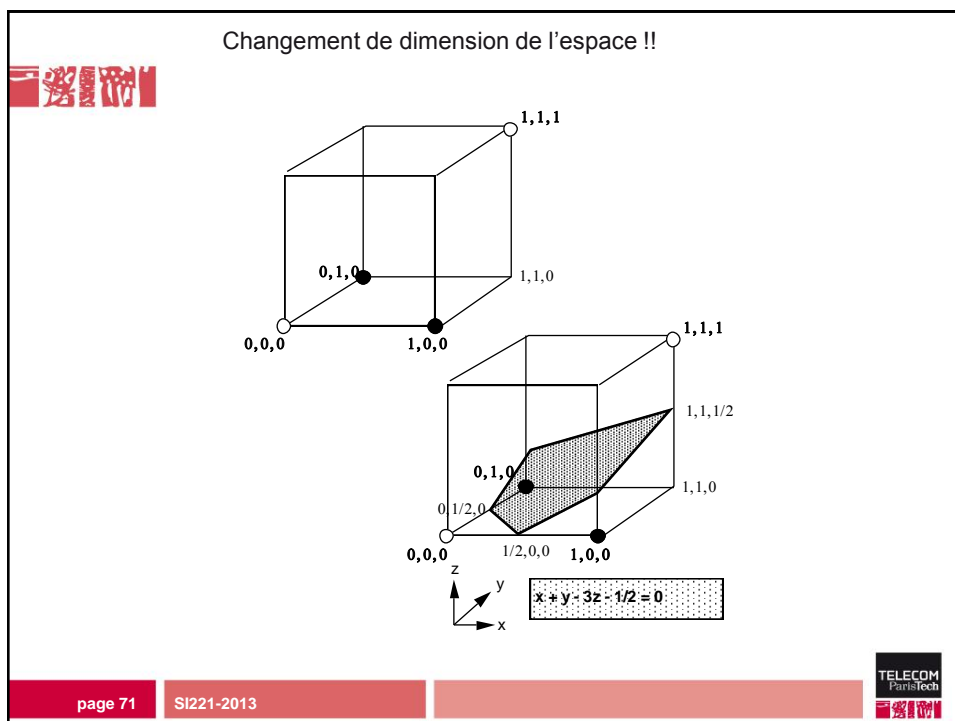 Changement de dimension de l'espace !!
1,1,1
0,1,0
1,1,0
0,0,0
1,0,0
1,1,1
1,1,1/2
0,1,0
1,1,0
0,1/2,0
0,0,0
1/2,0,0
1,0,0
z
y
x
x + y - 3z - 1/2 = 0
TELECOM
ParisTech
page 71
SI221-2013